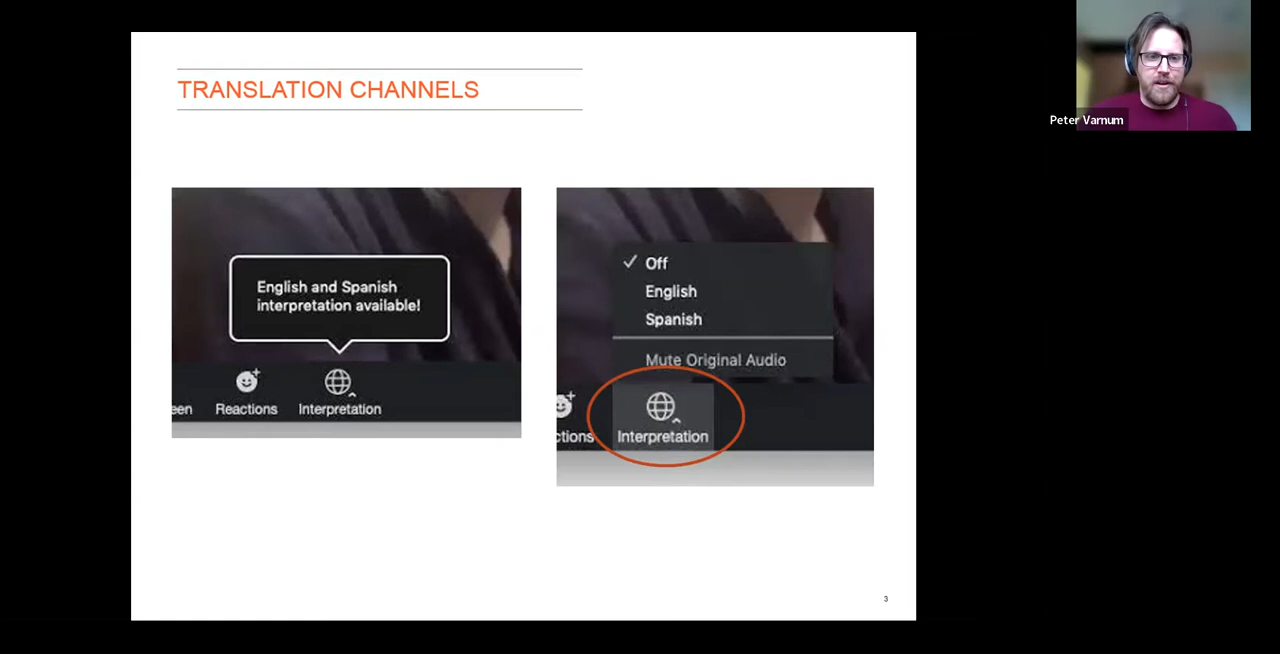 TRANSLATION CHANNELS
English and Spanish
interpretation available!
een
Reactions
Interpretation
Off
English
Spanish
Mute Original Audio
ctions
Interpretation
3
Peter Varnum